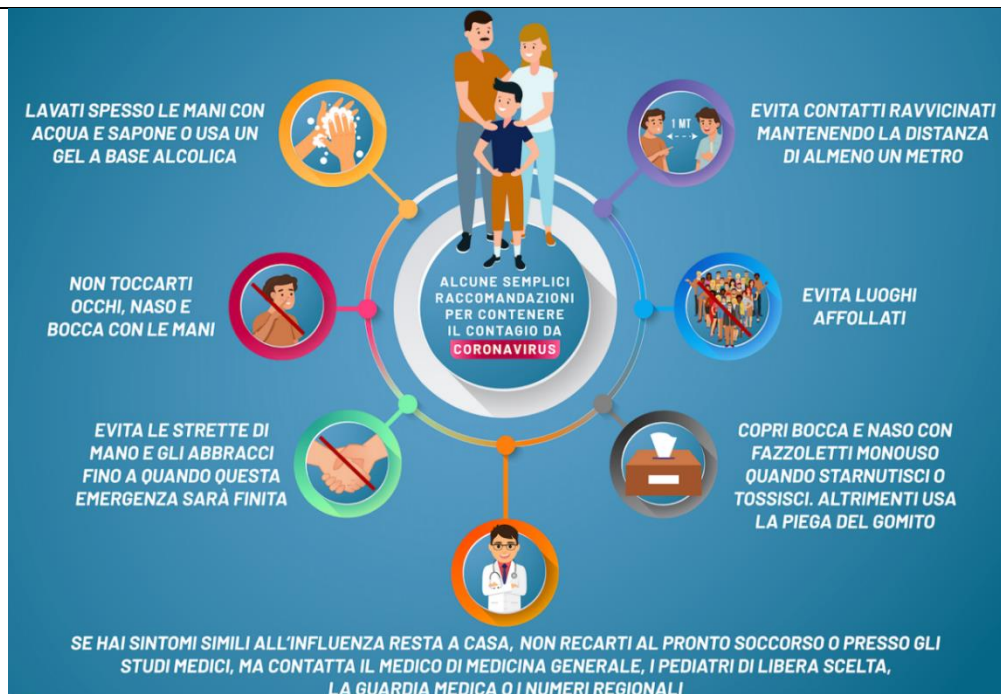 LAVATI SPESSO LE MANI CON
ACQUA E SAPONE O USA UN
GEL A BASE ALCOLICA
1 MT
EVITA CONTATTI RAVVICINATI
MANTENENDO LA DISTANZA
DI ALMENO UN METRO
NON TOCCARTI
OCCHI, NASO E
BOCCA CON LE MANI
ALCUNE SEMPLICI
RACCOMANDAZIONI
PER CONTENERE
IL CONTAGIO DA
CORONAVIRUS
EVITA LUOGHI
AFFOLLATI
EVITA LE STRETTE DI
MANO E GLI ABBRACCI
FINO A QUANDO QUESTA
EMERGENZA SARÀ FINITA
COPRI BOCCA E NASO CON
FAZZOLETTI MONOUSO
QUANDO STARNUTISCI O
TOSSISCI. ALTRIMENTI USA
LA PIEGA DEL GOMITO
SE HAI SINTOMI SIMILI ALL'INFLUENZA RESTA A CASA, NON RECARTI AL PRONTO SOCCORSO O PRESSO GLI
STUDI MEDICI, MA CONTATTA IL MEDICO DI MEDICINA GENERALE, I PEDIATRI DI LIBERA SCELTA,
LA GUARDIA MEDICA O I NUMERI REGIONALI